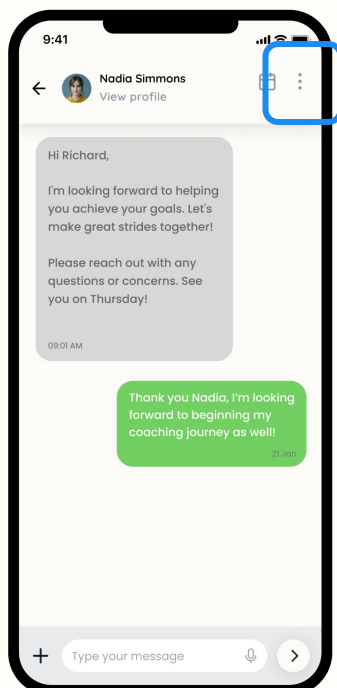 9:41
Nadia Simmons
View profile
Hi Richard,
I'm looking forward to helping
you achieve your goals. Let's
make great strides together!
Please reach out with any
questions or concerns. See
you on Thursday!
09:01 AM
Thank you Nadia, I'm looking
forward to beginning my
coaching journey as well!
21 Jan
Type your message